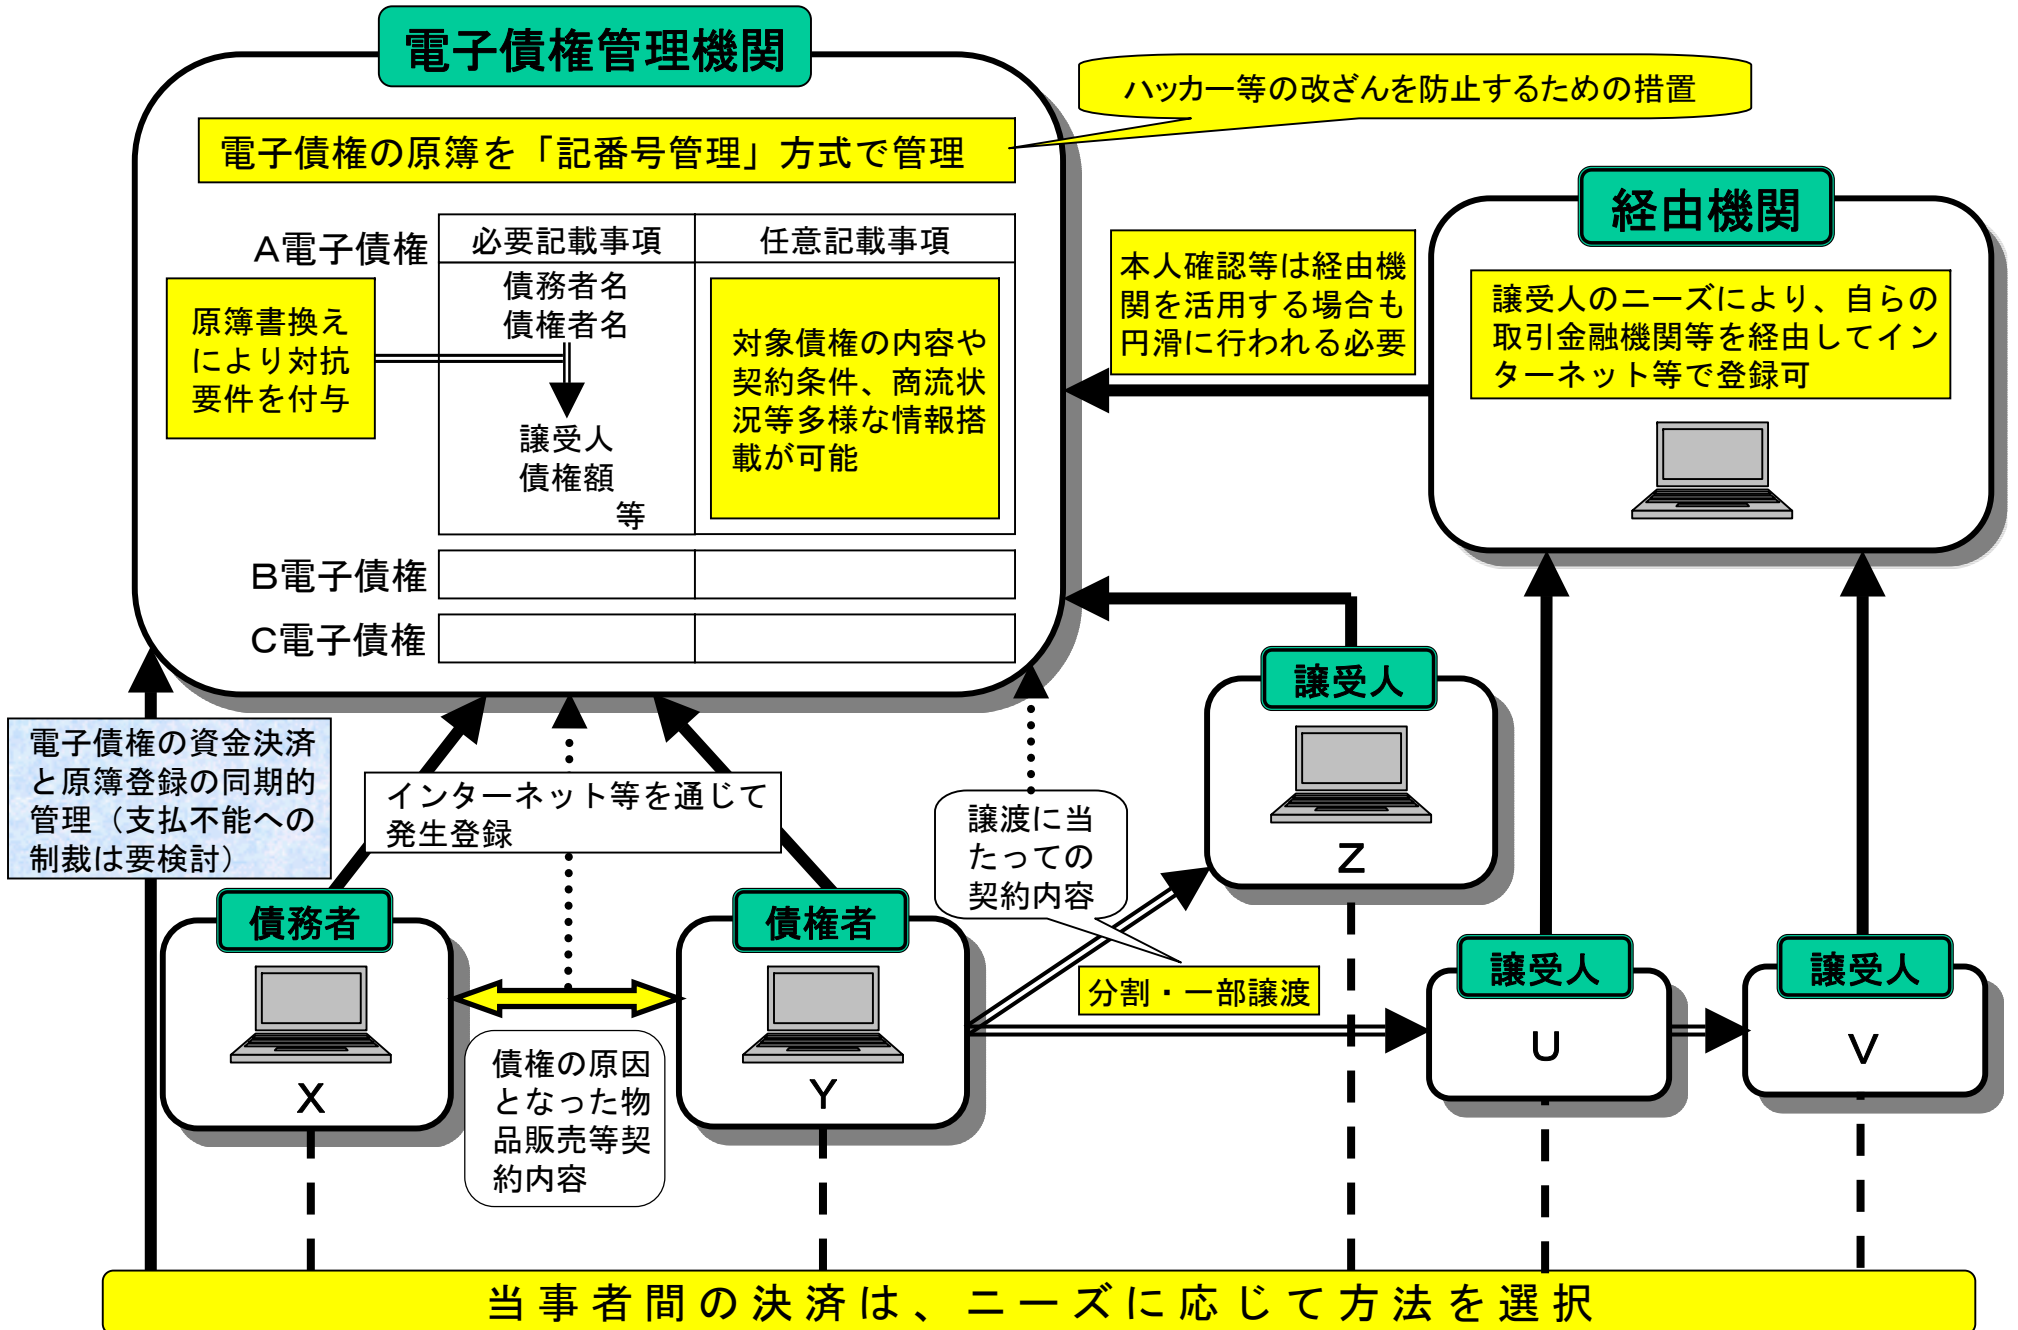 電子債権管理機関
ハッカー等の改ざんを防止するための措置
電子債権の原簿を「記番号管理」方式で管理
経由機関
A電子債権
必要記載事項
任意記載事項
債務者名
債権者名
原簿書換え
により対抗
要件を付与
譲受人
債権額
等
対象債権の内容や
契約条件、商流状
況等多様な情報搭
載が可能
本人確認等は経由機
関を活用する場合も
円滑に行われる必要
譲受人のニーズにより、自らの
取引金融機関等を経由してイン
ターネット等で登録可
B電子債権
C電子債権
譲受人
Z
電子債権の資金決済
と原簿登録の同期的
管理（支払不能への
制裁は要検討）
インターネット等を通じて
発生登録
譲渡に当
たっての
契約内容
債務者
X
債権者
Y
分割・一部譲渡
譲受人
U
譲受人
V
債権の原因
となった物
品販売等契
約内容
当事者間の決済は、ニーズに応じて方法を選択